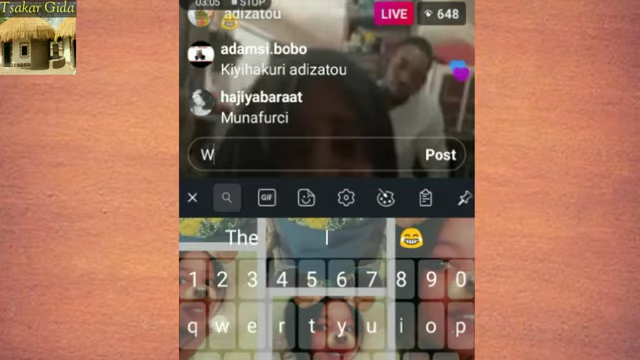 Tsakar Gida
03:05
STOP
adizatou
LIVE
648
adamsi.bobo
Kiyihakuri adizatou
hajiyabaraat
Munafurci
W
Post
GIF
The
I
1 2 3 4 5 6 7 8 9 0
q w e r t y u i o p